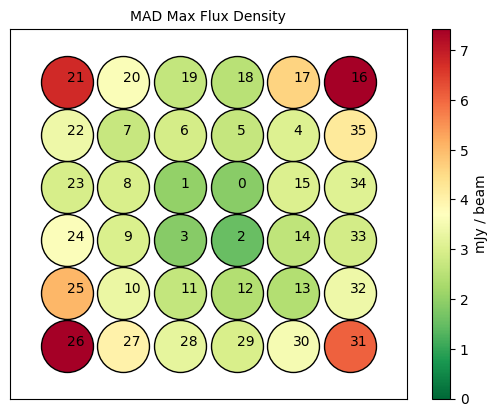 MAD Max Flux Density
21 20 19 18 17 16
22 7 6 5 4 35
23 8 1 0 15 34
24 9 3 2 14 33
25 10 11 12 13 32
26 27 28 29 30 31
7
6
5
4
3
2
1
0
mJy / beam